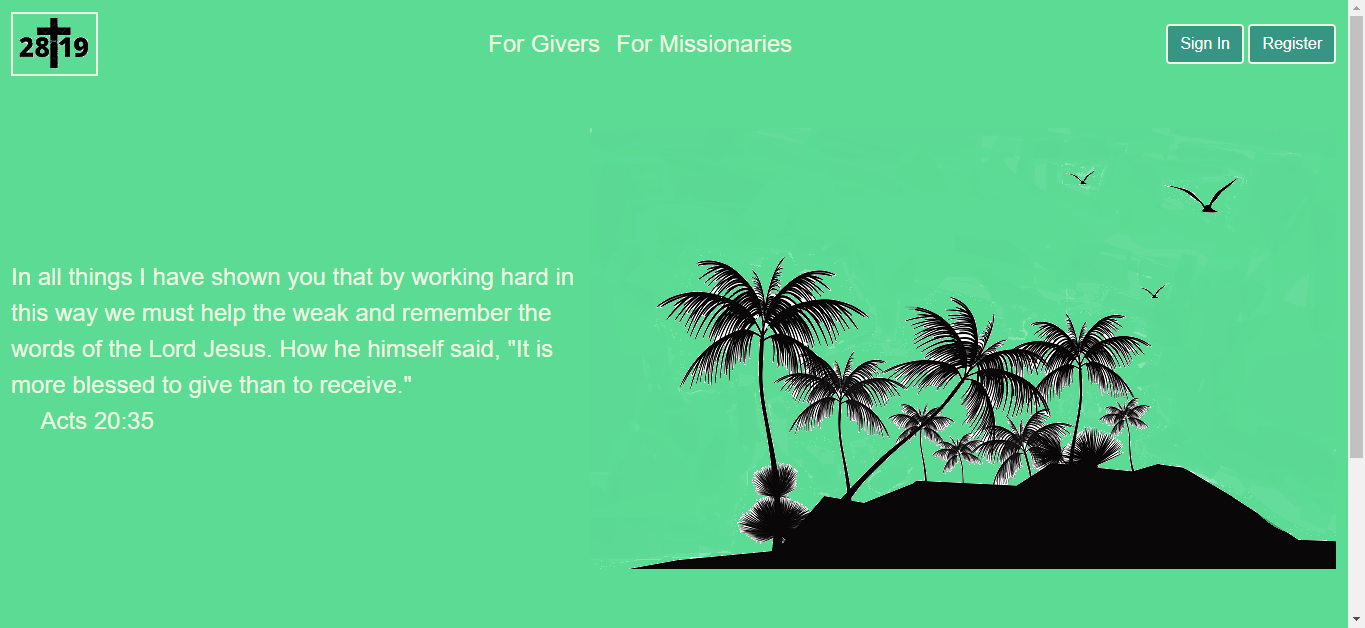 28 19
For Givers For Missionaries
Sign In Register
In all things I have shown you that by working hard in
this way we must help the weak and remember the
words of the Lord Jesus. How he himself said, "It is
more blessed to give than to receive."
Acts 20:35